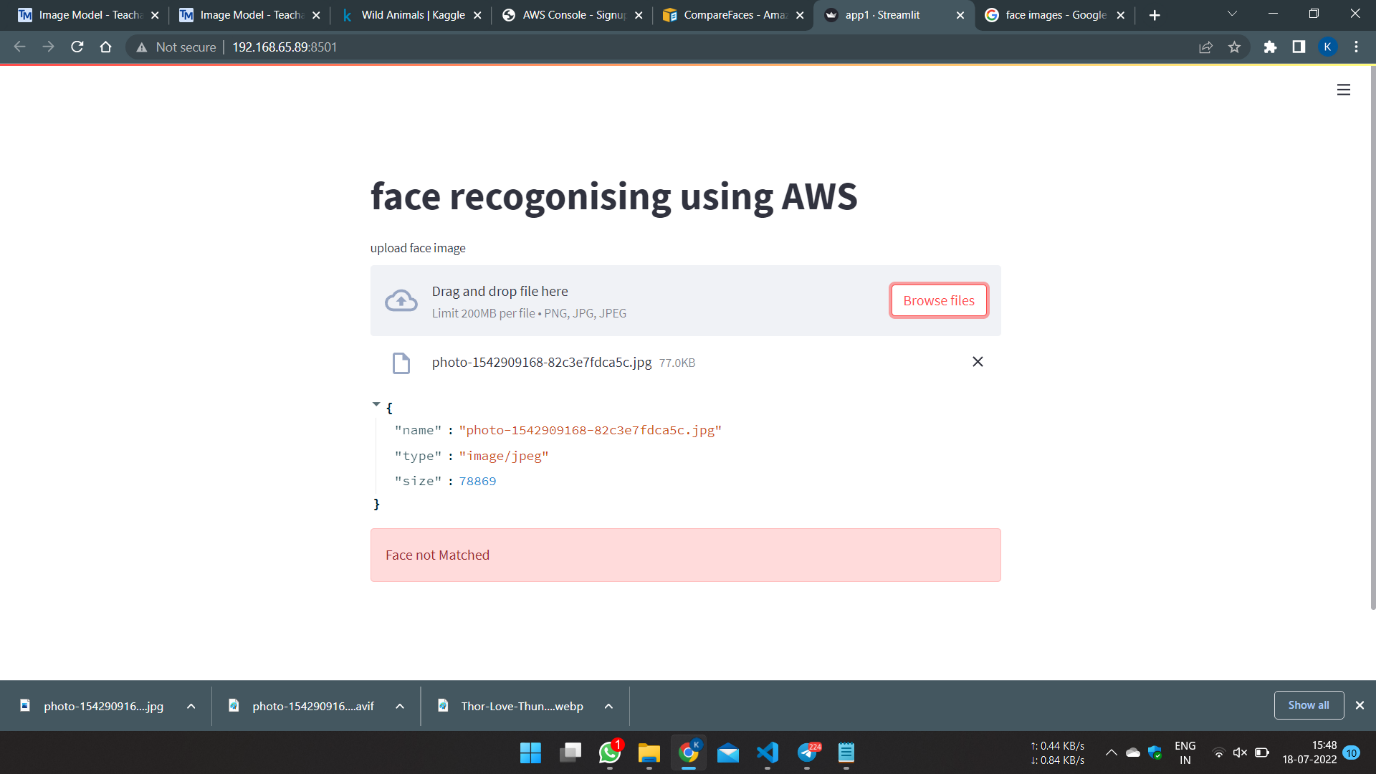 Image Model - Teacha
Image Model - Teacha
Wild Animals | Kaggle
AWS Console - Signup
CompareFaces - Amaz
app1 · Streamlit
face images - Google
Not secure | 192.168.65.89:8501
K
face recogonising using AWS
upload face image
Drag and drop file here
Limit 200MB per file • PNG, JPG, JPEG
Browse files
photo-1542909168-82c3e7fdca5c.jpg 77.0KB
{
"name" : "photo-1542909168-82c3e7fdca5c.jpg"
"type" : "image/jpeg"
"size" : 78869
}
Face not Matched
photo-154290916....jpg
photo-154290916....avif
Thor-Love-Thun....webp
Show all
1
K
224
↑: 0.44 KB/s
↓: 0.84 KB/s
ENG
IN
15:48
18-07-2022
10